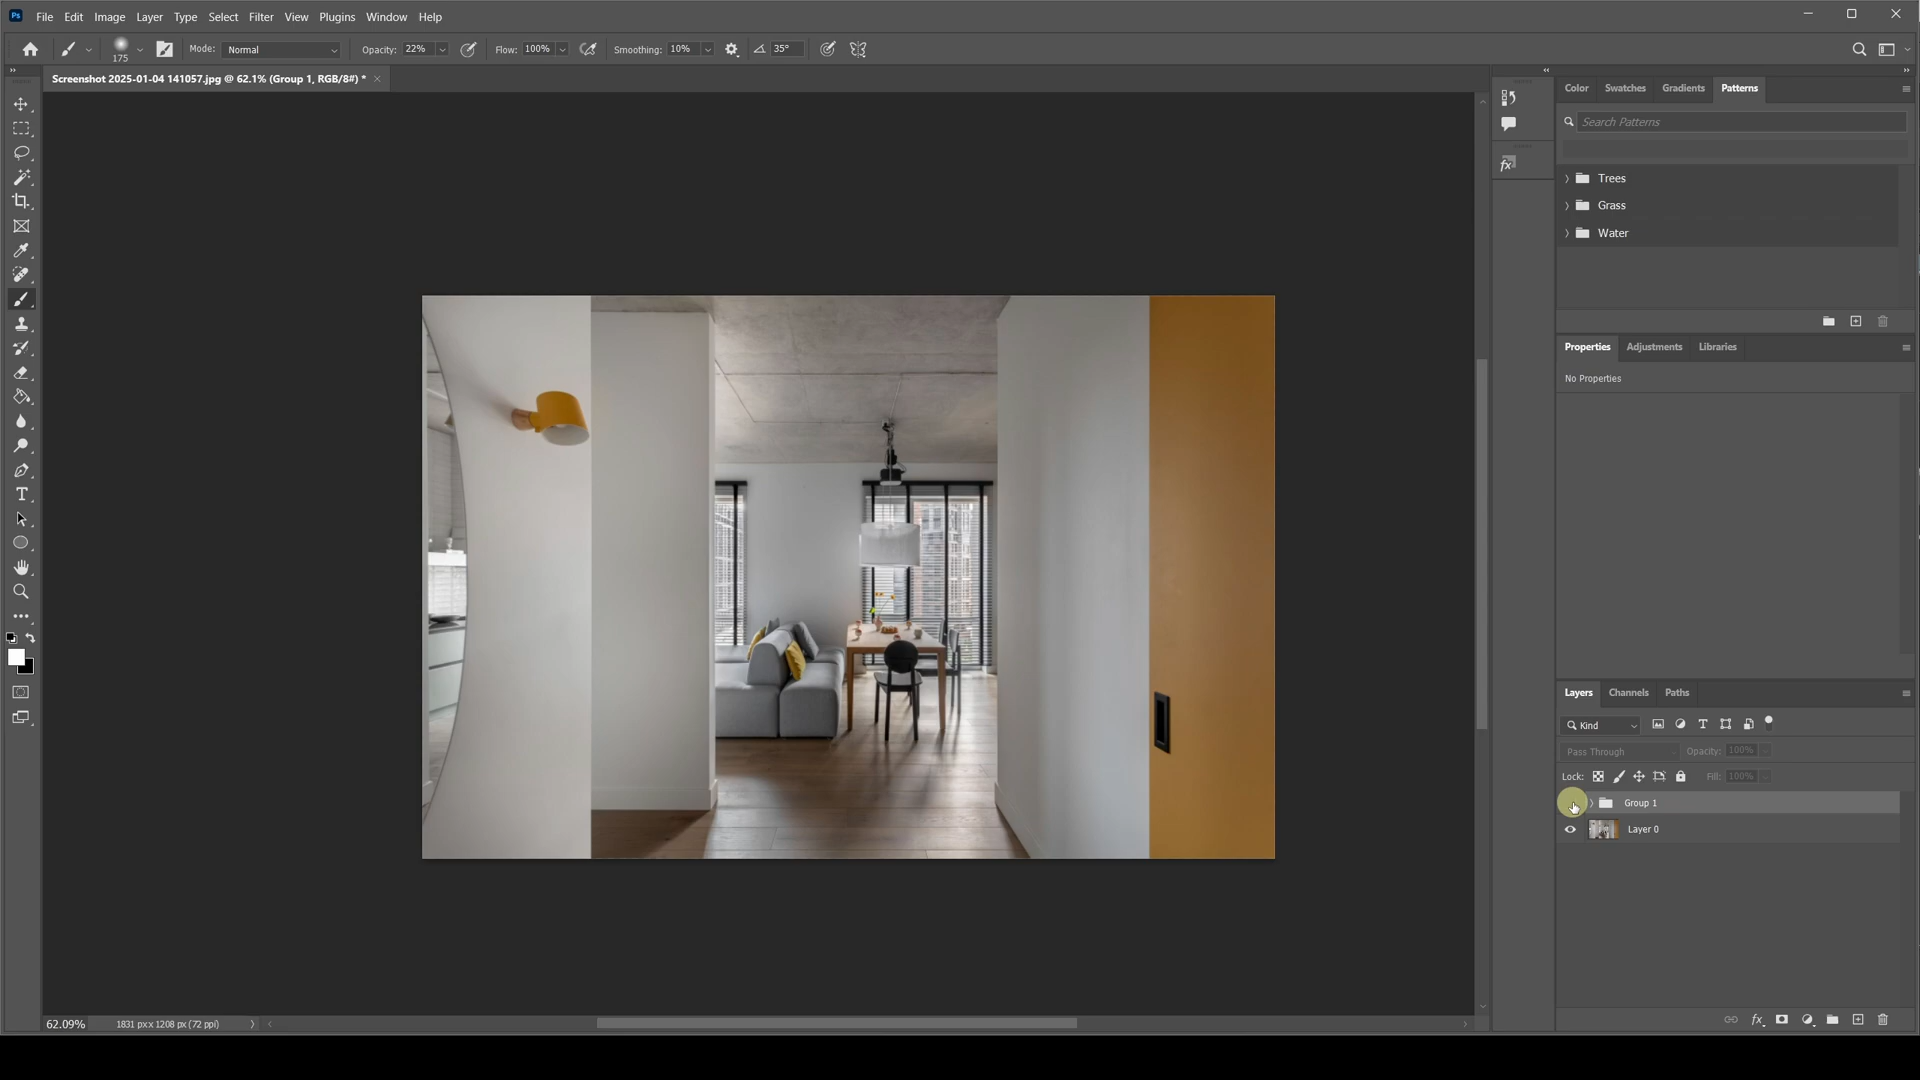 Ps File Edit Image Layer Type Select Filter View Plugins Window Help
175 Mode: Normal Opacity: 22% Flow: 100% Smoothing: 10% 35°
Screenshot 2025-01-04 141057.jpg @ 62.1% (Group 1, RGB/8#) * ×
Color Swatches Gradients Patterns
Search Patterns
Trees
Grass
Water
Properties Adjustments Libraries
No Properties
Layers Channels Paths
Kind
Pass Through Opacity: 100%
Lock: Fill: 100%
Group 1
Layer 0
62.09% 1831 px x 1208 px (72 ppi)